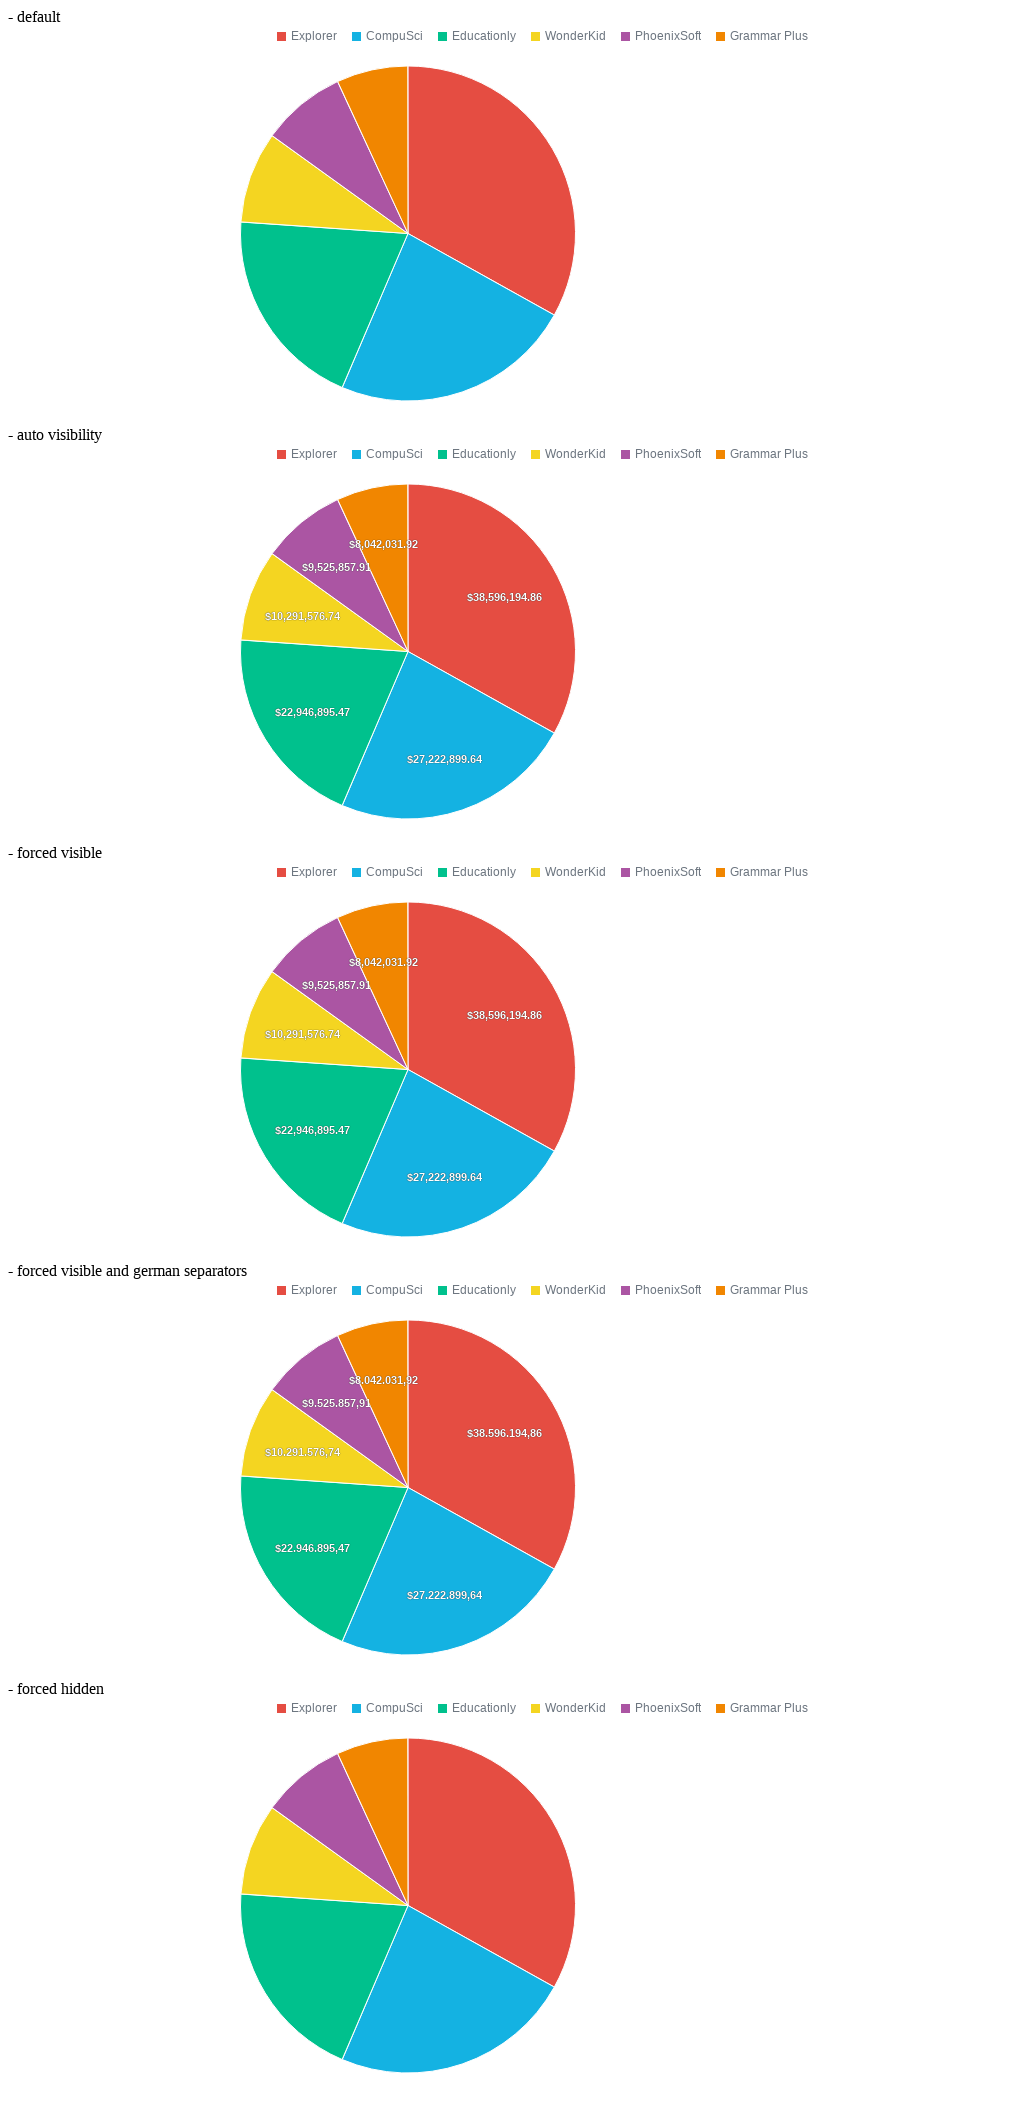 - default
Explorer CompuSci Educationly WonderKid PhoenixSoft Grammar Plus
- auto visibility
Explorer CompuSci Educationly WonderKid PhoenixSoft Grammar Plus
$8,042,031.92
$9,525,857.91
$38,596,194.86
$10,291,576.74
$22,946,895.47
$27,222,899.64
- forced visible
Explorer CompuSci Educationly WonderKid PhoenixSoft Grammar Plus
$8,042,031.92
$9,525,857.91
$38,596,194.86
$10,291,576.74
$22,946,895.47
$27,222,899.64
- forced visible and german separators
Explorer CompuSci Educationly WonderKid PhoenixSoft Grammar Plus
$8.042.031,92
$9.525.857,91
$38.596.194,86
$10.291.576,74
$22.946.895,47
$27.222.899,64
- forced hidden
Explorer CompuSci Educationly WonderKid PhoenixSoft Grammar Plus